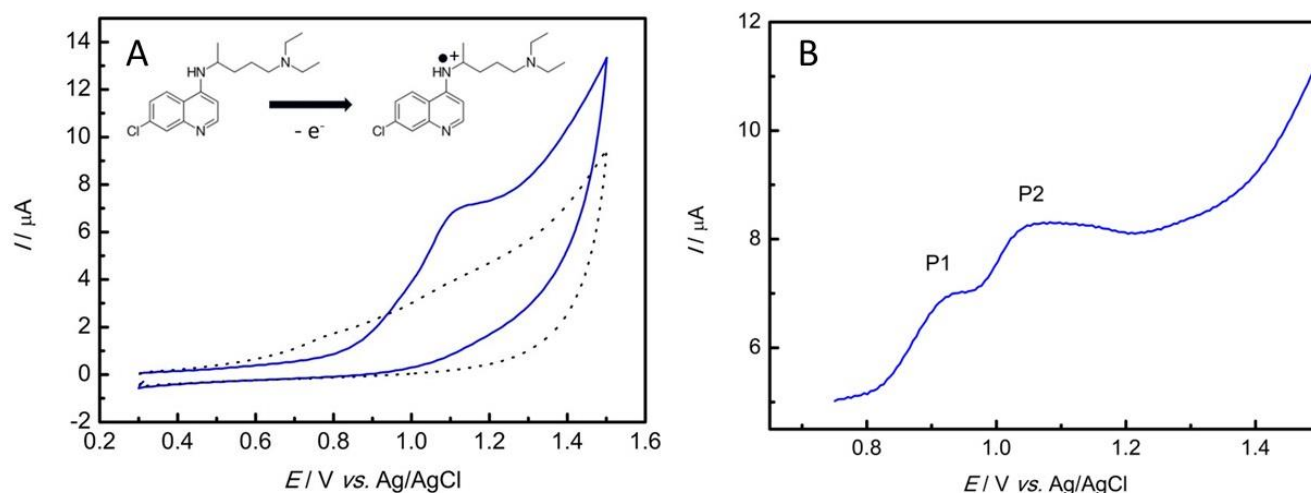 A
HN
N
Cl
N
- e-
●+
HN
N
Cl
N
14
12
10
8
6
4
2
0
-2
I / μA
0.2 0.4 0.6 0.8 1.0 1.2 1.4 1.6
E / V vs. Ag/AgCl
B
12
10
8
6
I / μA
P1
P2
0.8 1.0 1.2 1.4
E / V vs. Ag/AgCl